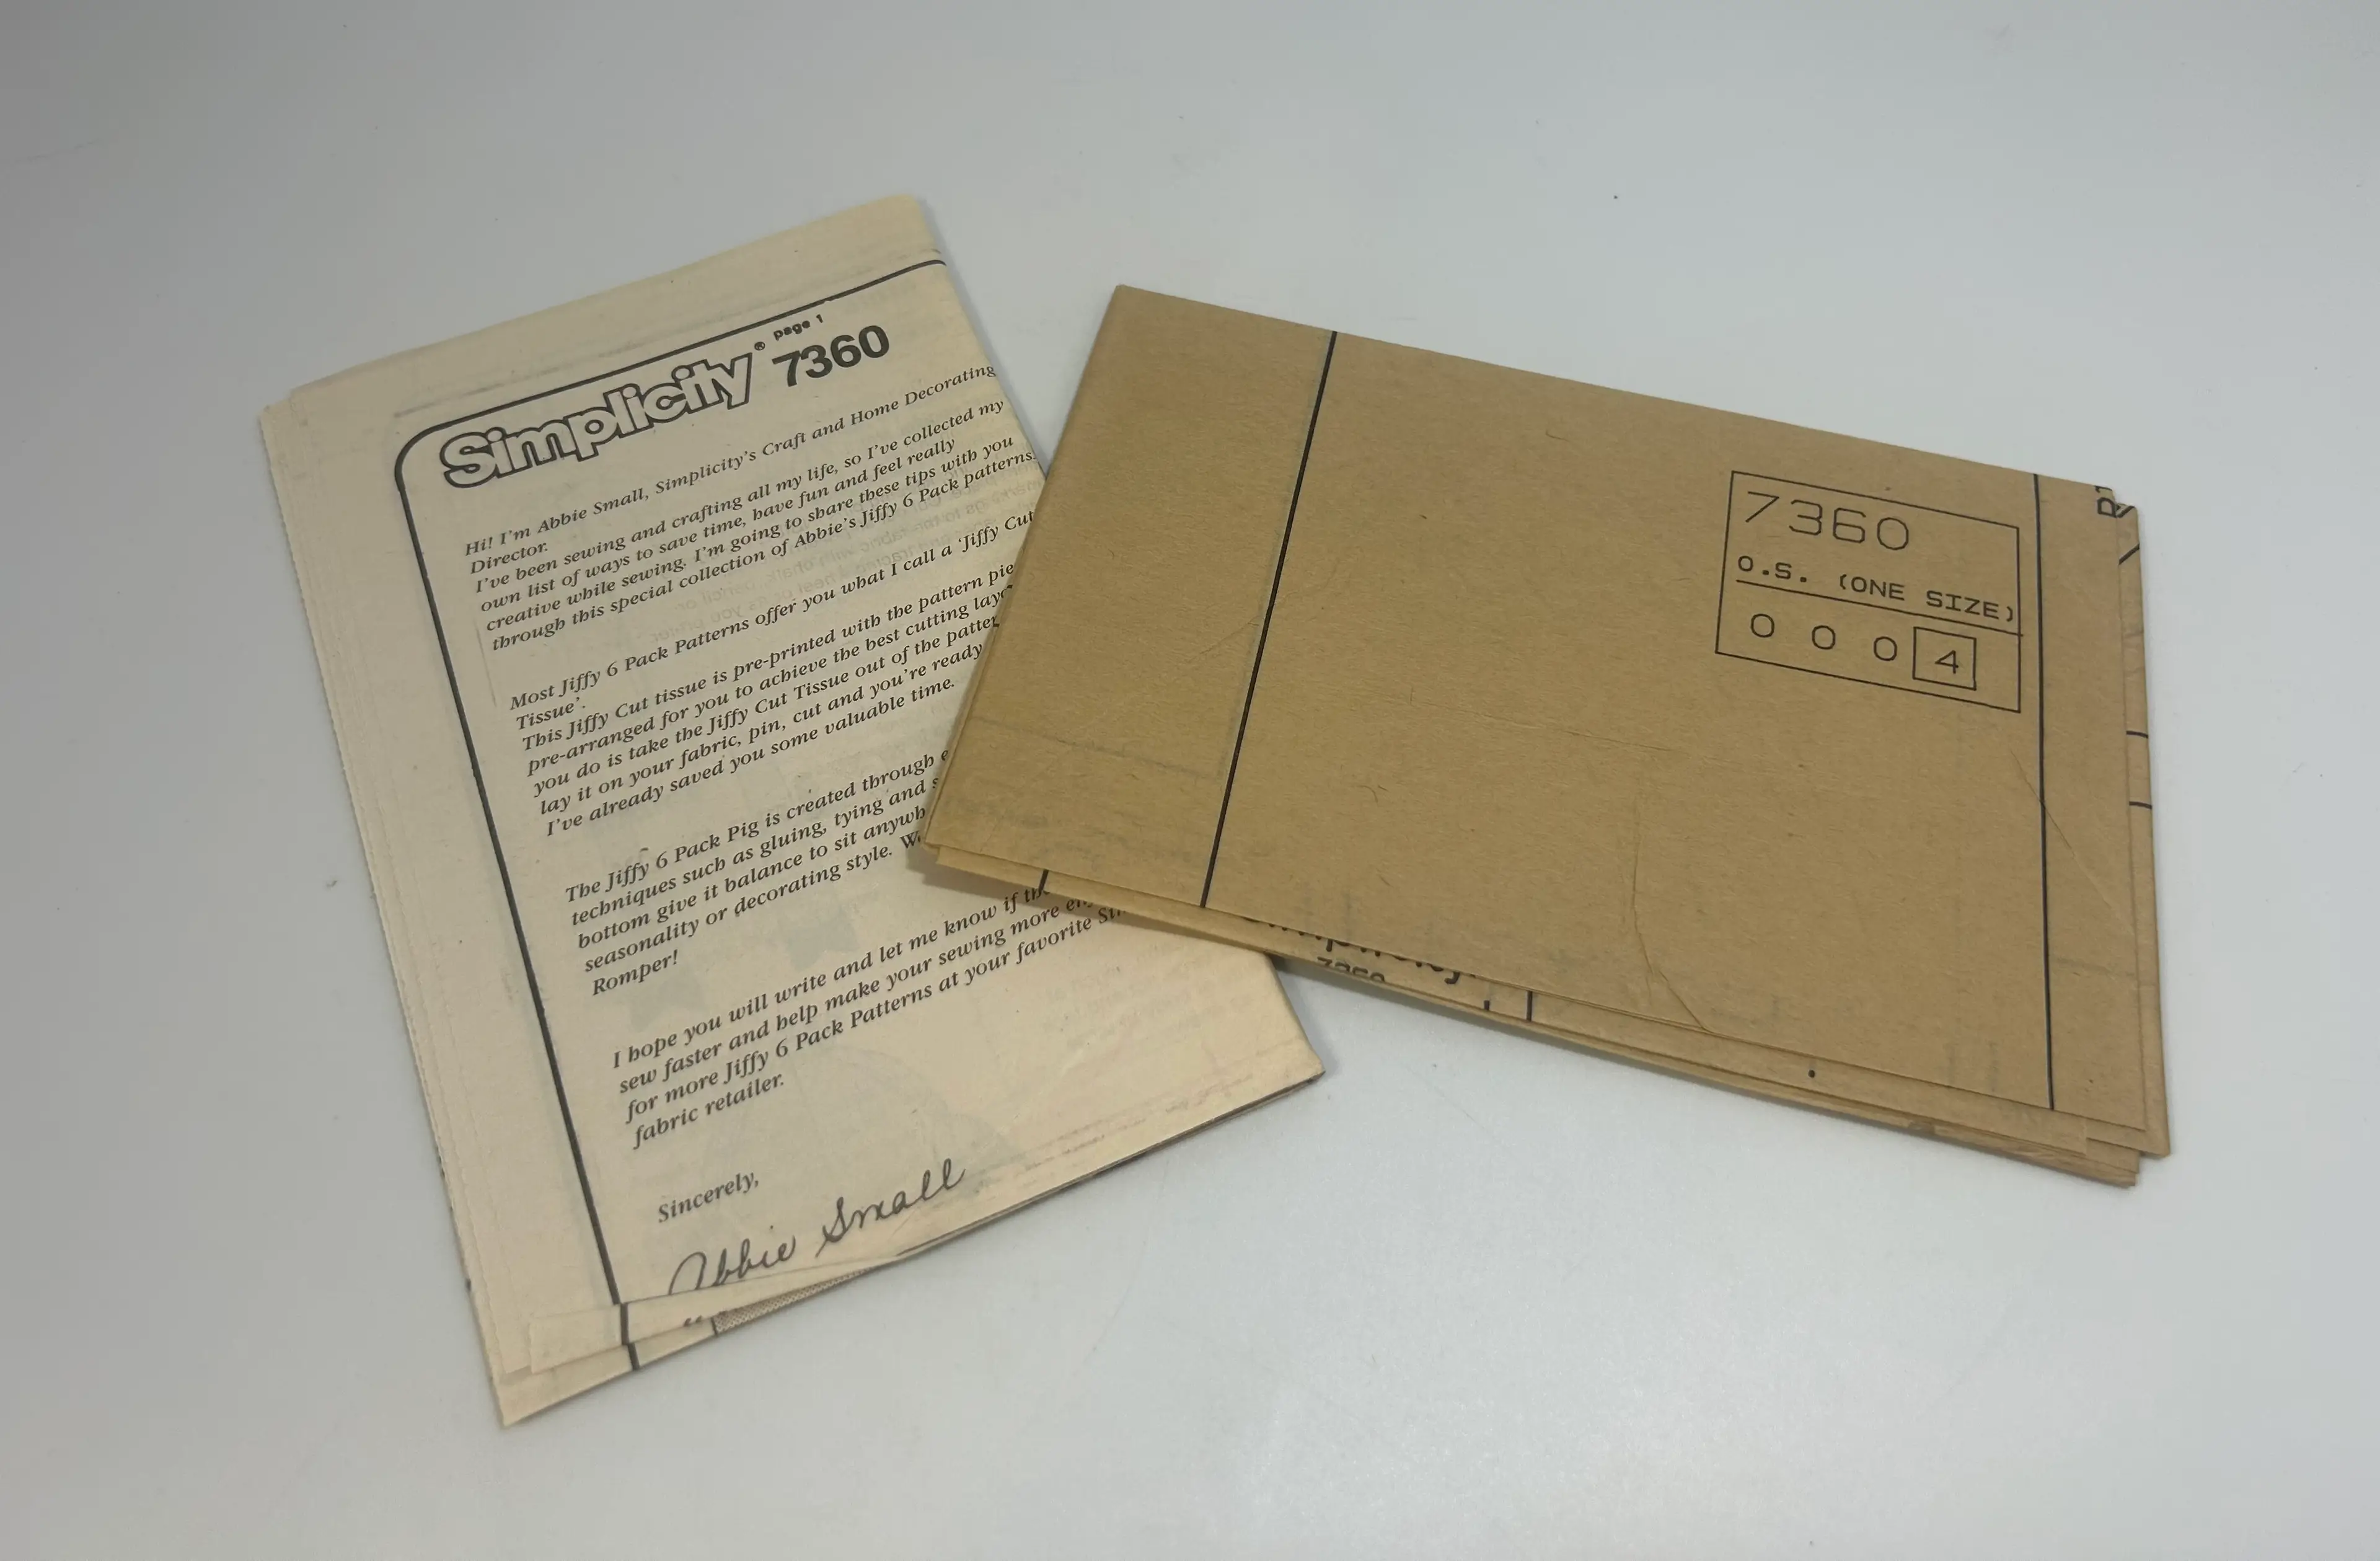 page 1
Simplicity® 7360
Hi! I'm Abbie Small, Simplicity's Craft and Home Decorating
Director.
I've been sewing and crafting all my life, so I've collected my
own list of ways to save time, have fun and feel really
creative while sewing. I'm going to share these tips with you
through this special collection of Abbie's Jiffy 6 Pack patterns.
Most Jiffy 6 Pack Patterns offer you what I call a 'Jiffy Cut
Tissue'.
This Jiffy Cut tissue is pre-printed with the pattern pie
pre-arranged for you to achieve the best cutting lay
you do is take the Jiffy Cut Tissue out of the patte
lay it on your fabric, pin, cut and you're ready
I've already saved you some valuable time.
The Jiffy 6 Pack Pig is created through e
techniques such as gluing, tying and s
bottom give it balance to sit anywh
seasonality or decorating style. W
Romper!
I hope you will write and let me know if th
sew faster and help make your sewing more en
for more Jiffy 6 Pack Patterns at your favorite Sim
fabric retailer.
Sincerely,
Abbie Small
7360
O.S. (ONE SIZE)
0 0 0 4